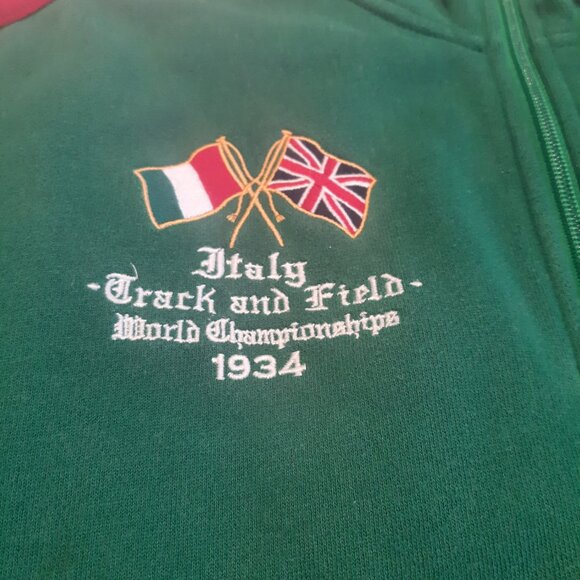 Italy
-Track and Field-
World Championships
1934